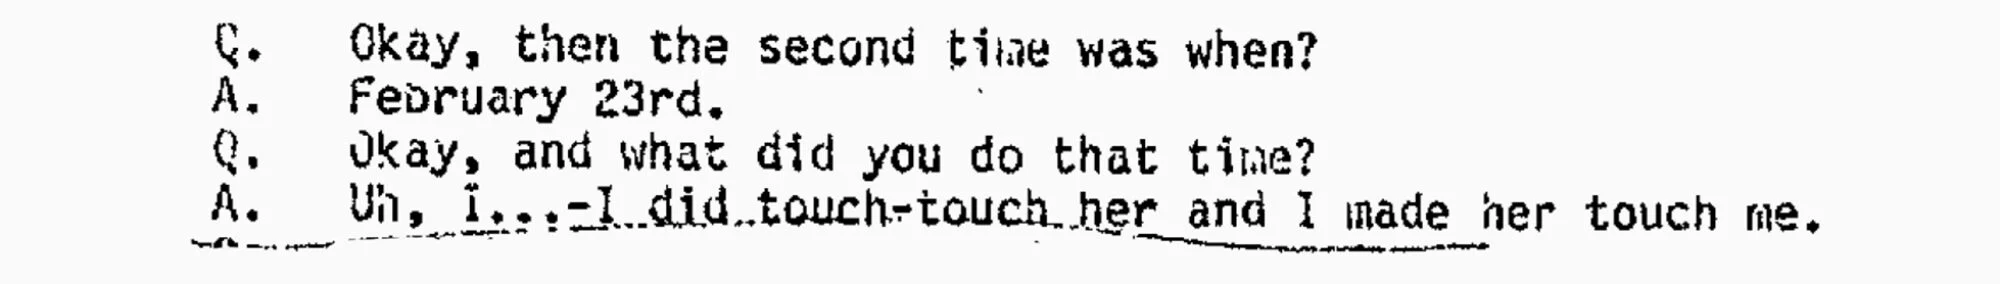 Q. Okay, then the second time was when?
A. February 23rd.
Q. Okay, and what did you do that time?
A. Uh, I...-I did touch-touch her and I made her touch me.